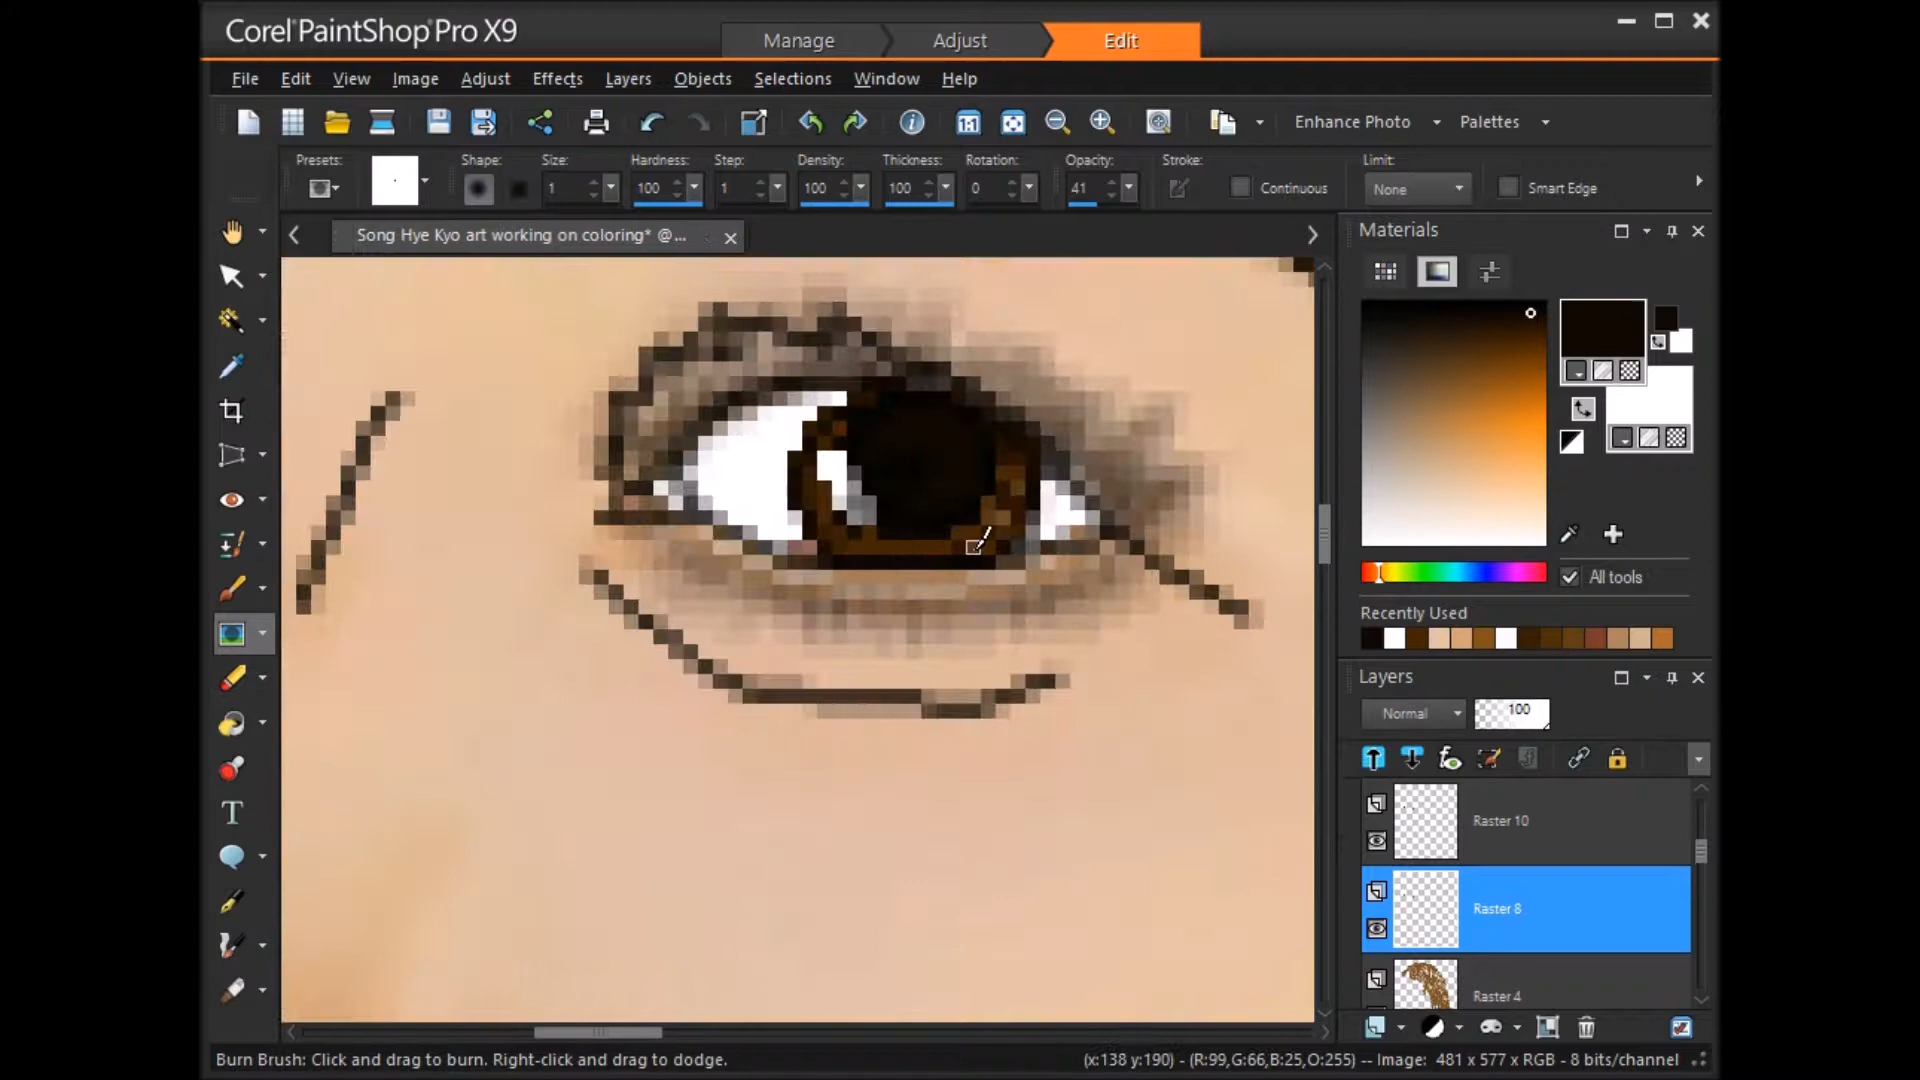 Corel PaintShop Pro X9
Manage
Adjust
Edit
File
Edit
View
Image
Adjust
Effects
Layers
Objects
Selections
Window
Help
1:1
Enhance Photo
Palettes
Presets:
Shape:
Size:
Hardness:
Step:
Density:
Thickness:
Rotation:
Opacity:
Stroke:
Limit:
1
100
1
100
100
0
41
Continuous
None
Smart Edge
Song Hye Kyo art working on coloring* @...
Materials
All tools
Recently Used
Layers
Normal
100
Raster 10
Raster 8
Raster 4
Burn Brush: Click and drag to burn. Right-click and drag to dodge.
(x:138 y:190) - (R:99,G:66,B:25,O:255) -- Image: 481 x 577 x RGB - 8 bits/channel